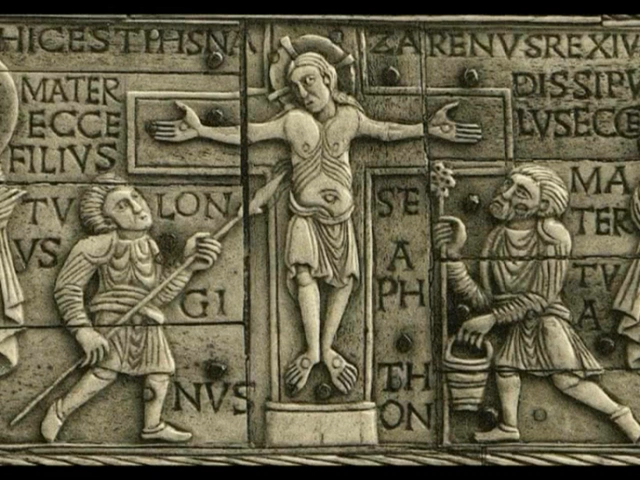 HICESTIHSNA ZARENVSREXIV
MATER
ECCE
FILIVS
TV
VS
LON
GI
NVS
SE
A
PH
TH
ON
DISSIPV
LVSECCE
MA
TER
TV
A